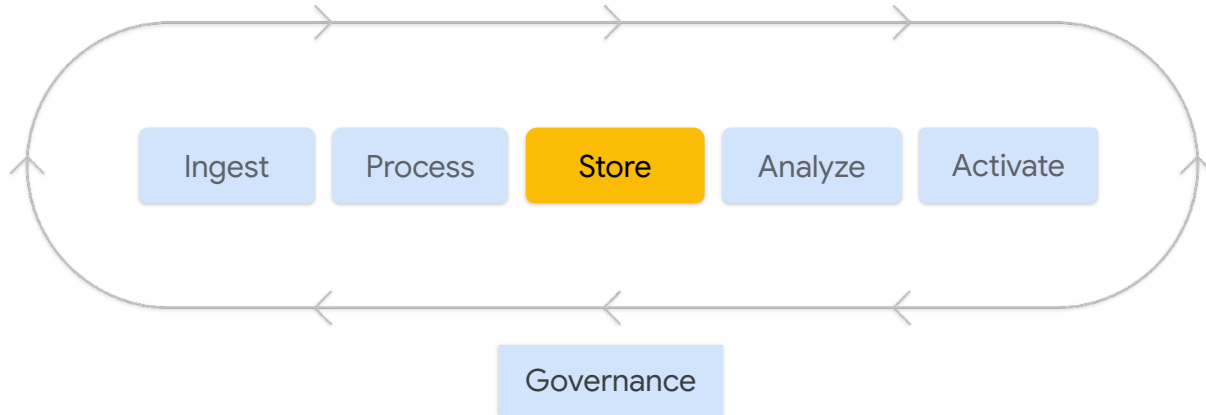 Ingest
Process
Store
Analyze
Activate
Governance